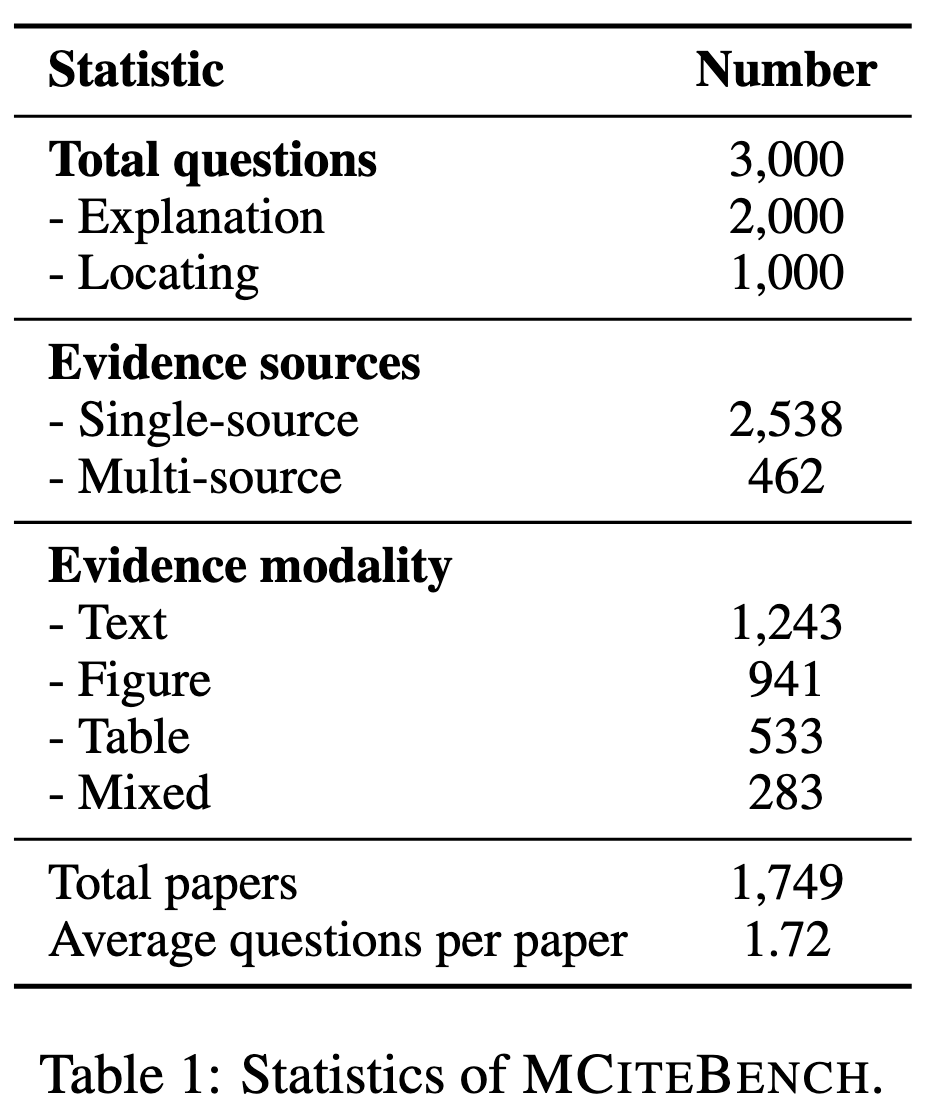 Statistic Number
Total questions 3,000
- Explanation 2,000
- Locating 1,000
Evidence sources
- Single-source 2,538
- Multi-source 462
Evidence modality
- Text 1,243
- Figure 941
- Table 533
- Mixed 283
Total papers 1,749
Average questions per paper 1.72
Table 1: Statistics of MCITEBENCH.